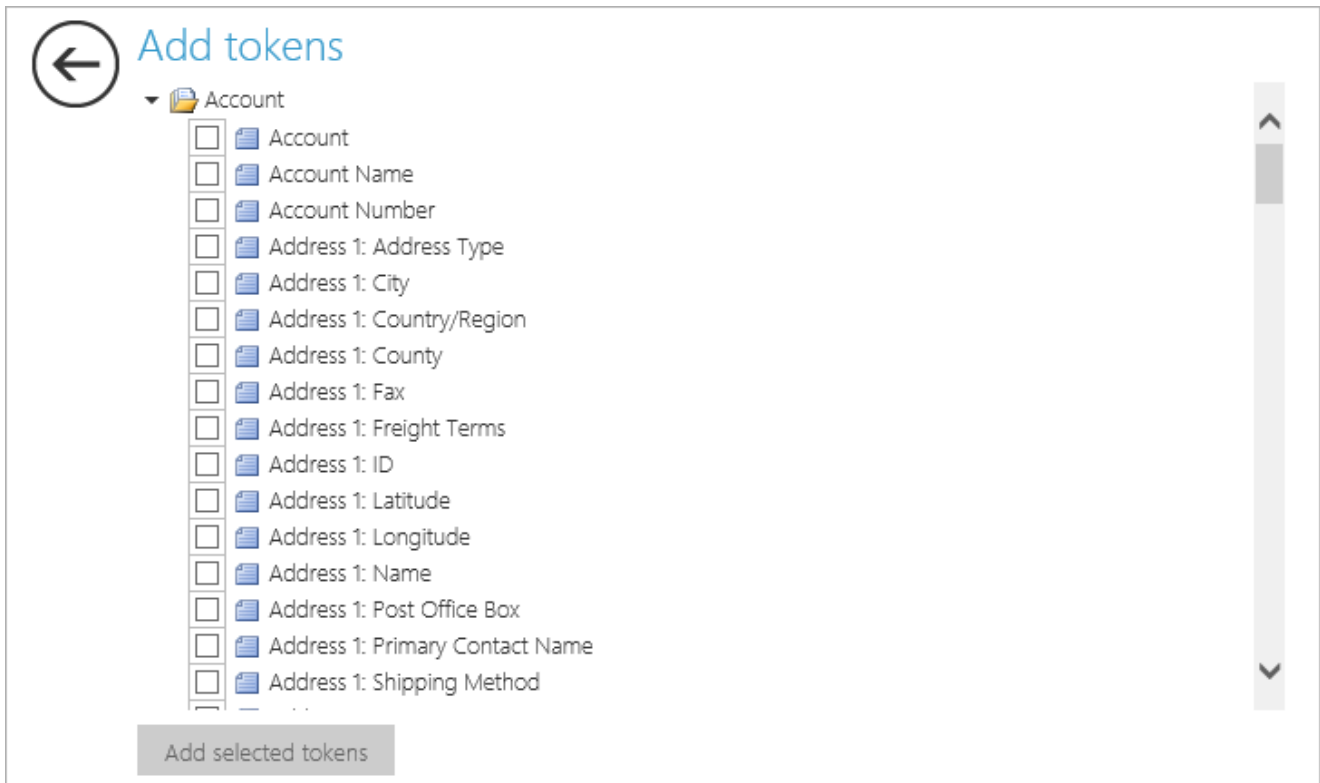 Add tokens
Account
Account
Account Name
Account Number
Address 1: Address Type
Address 1: City
Address 1: Country/Region
Address 1: County
Address 1: Fax
Address 1: Freight Terms
Address 1: ID
Address 1: Latitude
Address 1: Longitude
Address 1: Name
Address 1: Post Office Box
Address 1: Primary Contact Name
Address 1: Shipping Method
Add selected tokens